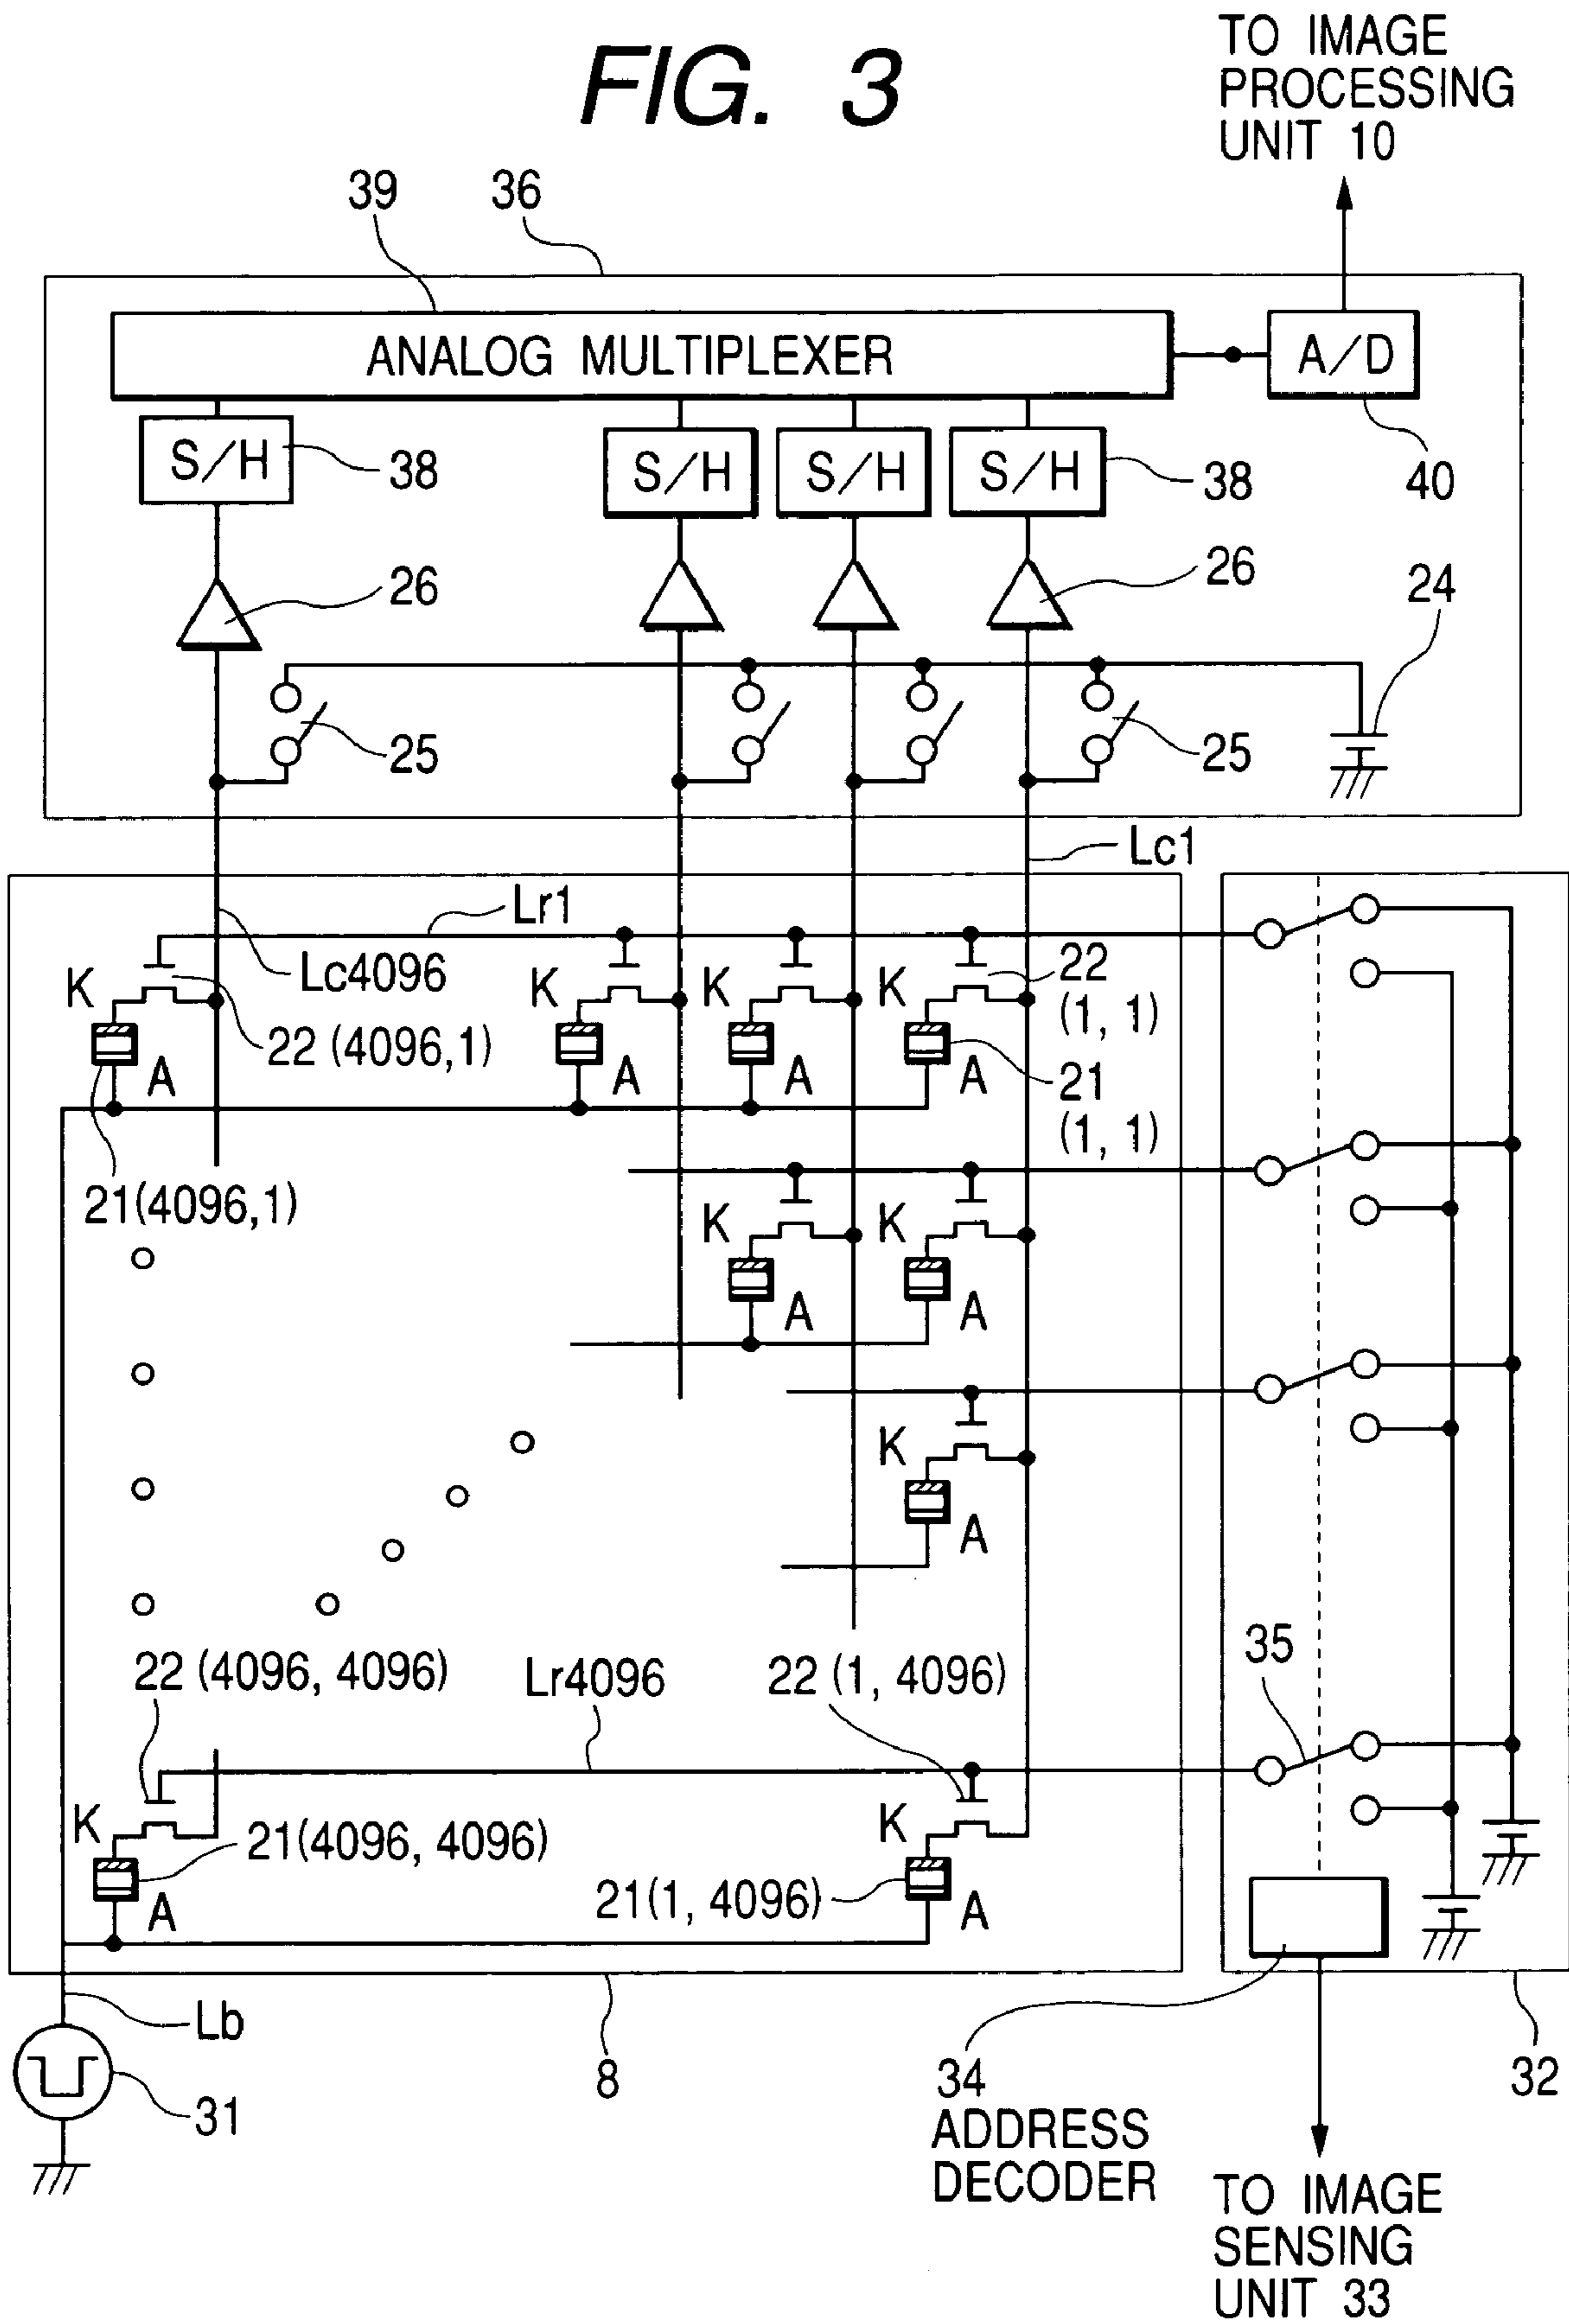 FIG. 3
TO IMAGE
PROCESSING
UNIT 10
39
36
ANALOG MULTIPLEXER
A/D
S/H
38
S/H
S/H
S/H
38
40
26
26
24
25
25
Lc1
Lr1
K
Lc4096
K
K
K
22
(1, 1)
22 (4096,1)
A
A
A
A
21
(1, 1)
21(4096,1)
K
K
A
A
K
A
22 (4096, 4096)
Lr4096
22 (1, 4096)
35
K
21(4096, 4096)
K
A
21(1, 4096)
A
Lb
31
8
34
ADDRESS
DECODER
32
TO IMAGE
SENSING
UNIT 33